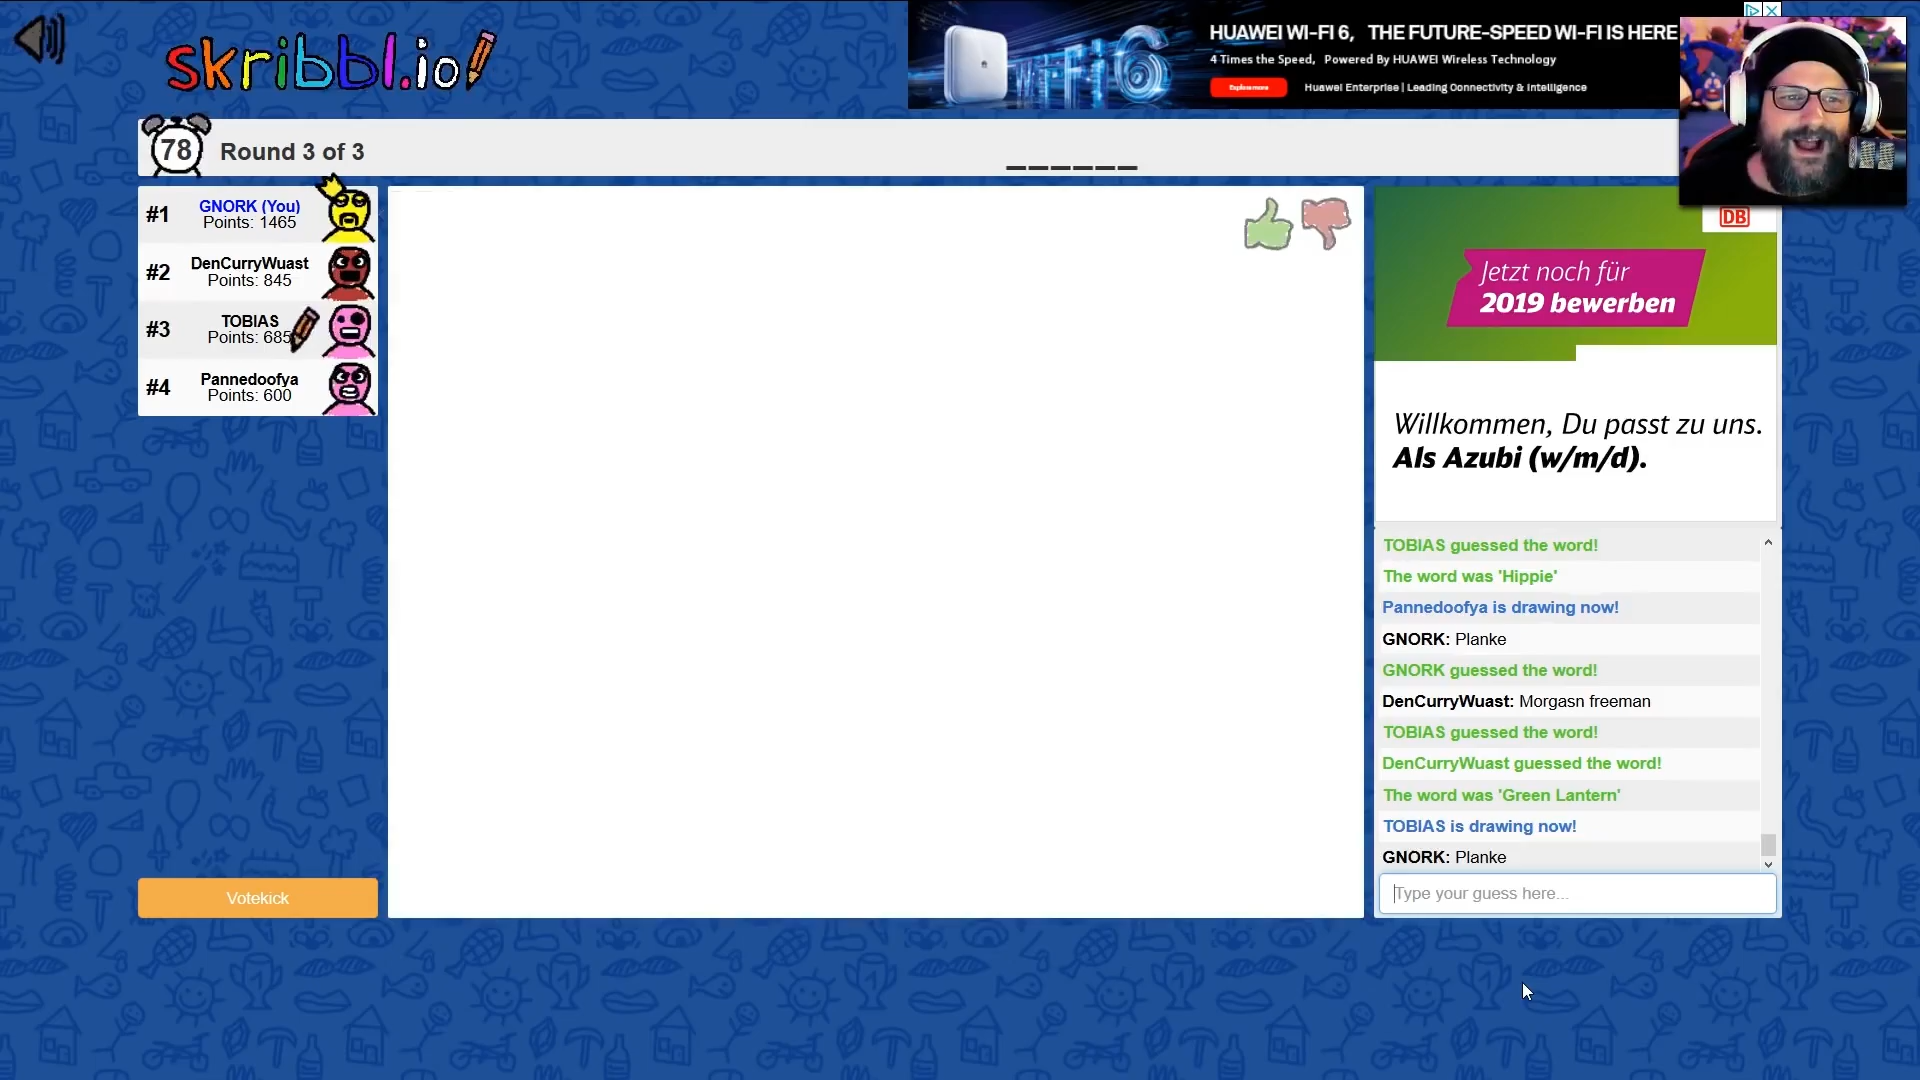 skribbl.io
HUAWEI WI-FI 6, THE FUTURE-SPEED WI-FI IS HERE
4 Times the Speed, Powered By HUAWEI Wireless Technology
Explore more
Huawei Enterprise | Leading Connectivity & Intelligence
WiFi 6
78
Round 3 of 3
______
#1
GNORK (You)
Points: 1465
#2
DenCurryWuast
Points: 845
#3
TOBIAS
Points: 685
#4
Pannedoofya
Points: 600
Votekick
DB
Jetzt noch für
2019 bewerben
Willkommen, Du passt zu uns.
Als Azubi (w/m/d).
TOBIAS guessed the word!
The word was 'Hippie'
Pannedoofya is drawing now!
GNORK: Planke
GNORK guessed the word!
DenCurryWuast: Morgasn freeman
TOBIAS guessed the word!
DenCurryWuast guessed the word!
The word was 'Green Lantern'
TOBIAS is drawing now!
GNORK: Planke
Type your guess here...